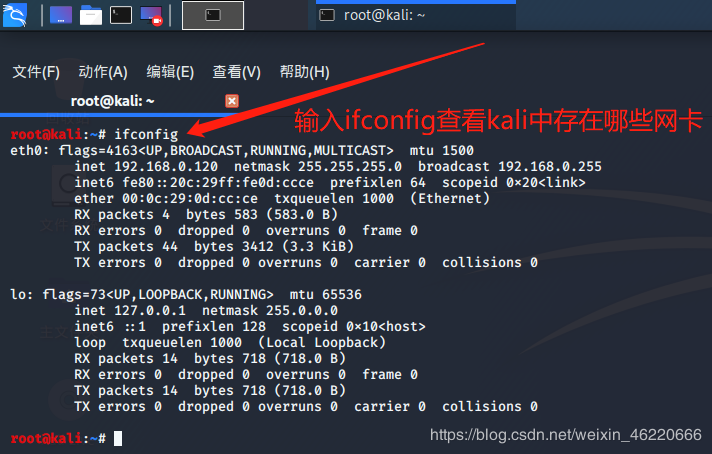 root@kali: ~
文件(F) 动作(A) 编辑(E) 查看(V) 帮助(H)
root@kali: ~
输入ifconfig查看kali中存在哪些网卡
root@kali:~# ifconfig
eth0: flags=4163<UP,BROADCAST,RUNNING,MULTICAST>  mtu 1500
inet 192.168.0.120  netmask 255.255.255.0  broadcast 192.168.0.255
inet6 fe80::20c:29ff:fe0d:ccce  prefixlen 64  scopeid 0×20<link>
ether 00:0c:29:0d:cc:ce  txqueuelen 1000  (Ethernet)
RX packets 4  bytes 583 (583.0 B)
RX errors 0  dropped 0  overruns 0  frame 0
TX packets 44  bytes 3412 (3.3 KiB)
TX errors 0  dropped 0 overruns 0  carrier 0  collisions 0
lo: flags=73<UP,LOOPBACK,RUNNING>  mtu 65536
inet 127.0.0.1  netmask 255.0.0.0
inet6 ::1  prefixlen 128  scopeid 0×10<host>
loop  txqueuelen 1000  (Local Loopback)
RX packets 14  bytes 718 (718.0 B)
RX errors 0  dropped 0  overruns 0  frame 0
TX packets 14  bytes 718 (718.0 B)
TX errors 0  dropped 0 overruns 0  carrier 0  collisions 0
root@kali:~#
https://blog.csdn.net/weixin_46220666